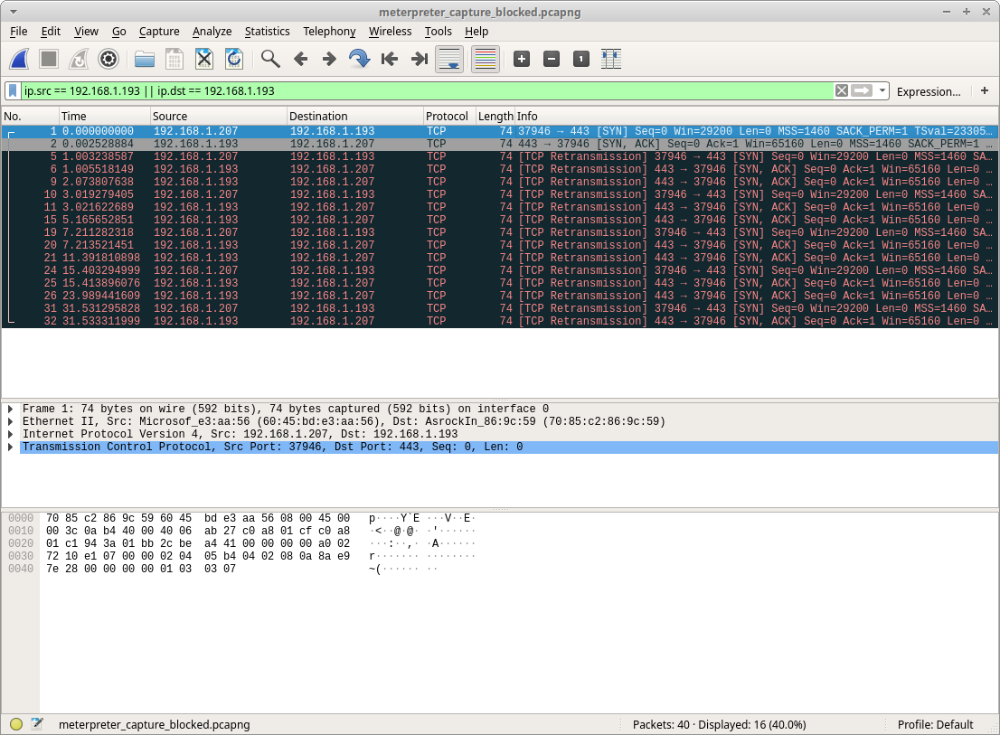 meterpreter_capture_blocked.pcapng
File Edit View Go Capture Analyze Statistics Telephony Wireless Tools Help
ip.src == 192.168.1.193 || ip.dst == 192.168.1.193 Expression... +
No. Time Source Destination Protocol Length Info
1 0.000000000 192.168.1.207 192.168.1.193 TCP 74 37946 → 443 [SYN] Seq=0 Win=29200 Len=0 MSS=1460 SACK_PERM=1 TSval=23305…
2 0.002528884 192.168.1.193 192.168.1.207 TCP 74 443 → 37946 [SYN, ACK] Seq=0 Ack=1 Win=65160 Len=0 MSS=1460 SACK_PERM=1 …
5 1.003238587 192.168.1.207 192.168.1.193 TCP 74 [TCP Retransmission] 37946 → 443 [SYN] Seq=0 Win=29200 Len=0 MSS=1460 SA…
6 1.005518149 192.168.1.193 192.168.1.207 TCP 74 [TCP Retransmission] 443 → 37946 [SYN, ACK] Seq=0 Ack=1 Win=65160 Len=0 …
9 2.073807638 192.168.1.193 192.168.1.207 TCP 74 [TCP Retransmission] 443 → 37946 [SYN, ACK] Seq=0 Ack=1 Win=65160 Len=0 …
10 3.019279405 192.168.1.207 192.168.1.193 TCP 74 [TCP Retransmission] 37946 → 443 [SYN] Seq=0 Win=29200 Len=0 MSS=1460 SA…
11 3.021622689 192.168.1.193 192.168.1.207 TCP 74 [TCP Retransmission] 443 → 37946 [SYN, ACK] Seq=0 Ack=1 Win=65160 Len=0 …
15 5.165652851 192.168.1.193 192.168.1.207 TCP 74 [TCP Retransmission] 443 → 37946 [SYN, ACK] Seq=0 Ack=1 Win=65160 Len=0 …
19 7.211282318 192.168.1.207 192.168.1.193 TCP 74 [TCP Retransmission] 37946 → 443 [SYN] Seq=0 Win=29200 Len=0 MSS=1460 SA…
20 7.213521451 192.168.1.193 192.168.1.207 TCP 74 [TCP Retransmission] 443 → 37946 [SYN, ACK] Seq=0 Ack=1 Win=65160 Len=0 …
21 11.391810898 192.168.1.193 192.168.1.207 TCP 74 [TCP Retransmission] 443 → 37946 [SYN, ACK] Seq=0 Ack=1 Win=65160 Len=0 …
24 15.403294999 192.168.1.207 192.168.1.193 TCP 74 [TCP Retransmission] 37946 → 443 [SYN] Seq=0 Win=29200 Len=0 MSS=1460 SA…
25 15.413896076 192.168.1.193 192.168.1.207 TCP 74 [TCP Retransmission] 443 → 37946 [SYN, ACK] Seq=0 Ack=1 Win=65160 Len=0 …
26 23.989441609 192.168.1.193 192.168.1.207 TCP 74 [TCP Retransmission] 443 → 37946 [SYN, ACK] Seq=0 Ack=1 Win=65160 Len=0 …
31 31.531295828 192.168.1.207 192.168.1.193 TCP 74 [TCP Retransmission] 37946 → 443 [SYN] Seq=0 Win=29200 Len=0 MSS=1460 SA…
32 31.533311999 192.168.1.193 192.168.1.207 TCP 74 [TCP Retransmission] 443 → 37946 [SYN, ACK] Seq=0 Ack=1 Win=65160 Len=0 …
Frame 1: 74 bytes on wire (592 bits), 74 bytes captured (592 bits) on interface 0
Ethernet II, Src: Microsof_e3:aa:56 (60:45:bd:e3:aa:56), Dst: AsrockIn_86:9c:59 (70:85:c2:86:9c:59)
Internet Protocol Version 4, Src: 192.168.1.207, Dst: 192.168.1.193
Transmission Control Protocol, Src Port: 37946, Dst Port: 443, Seq: 0, Len: 0
0000 70 85 c2 86 9c 59 60 45 bd e3 aa 56 08 00 45 00 p····Y`E ···V··E·
0010 00 3c 0a b4 40 00 40 06 ab 27 c0 a8 01 cf c0 a8 ·<··@·@· ·'······
0020 01 c1 94 3a 01 bb 2c be a4 41 00 00 00 00 a0 02 ···:··,· ·A······
0030 72 10 e1 07 00 00 02 04 05 b4 04 02 08 0a 8a e9 r······· ········
0040 7e 28 00 00 00 00 01 03 03 07 ~(······ ··
meterpreter_capture_blocked.pcapng Packets: 40 · Displayed: 16 (40.0%) Profile: Default